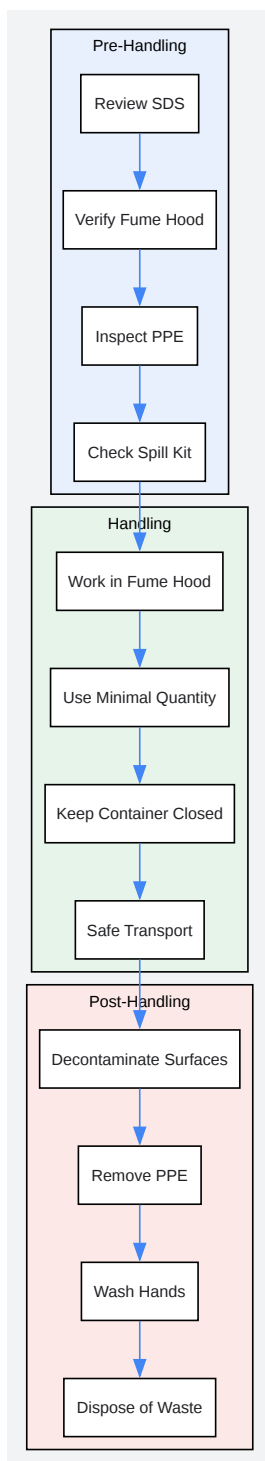 Pre-Handling
Review SDS
Verify Fume Hood
Inspect PPE
Check Spill Kit
Handling
Work in Fume Hood
Use Minimal Quantity
Keep Container Closed
Safe Transport
Post-Handling
Decontaminate Surfaces
Remove PPE
Wash Hands
Dispose of Waste